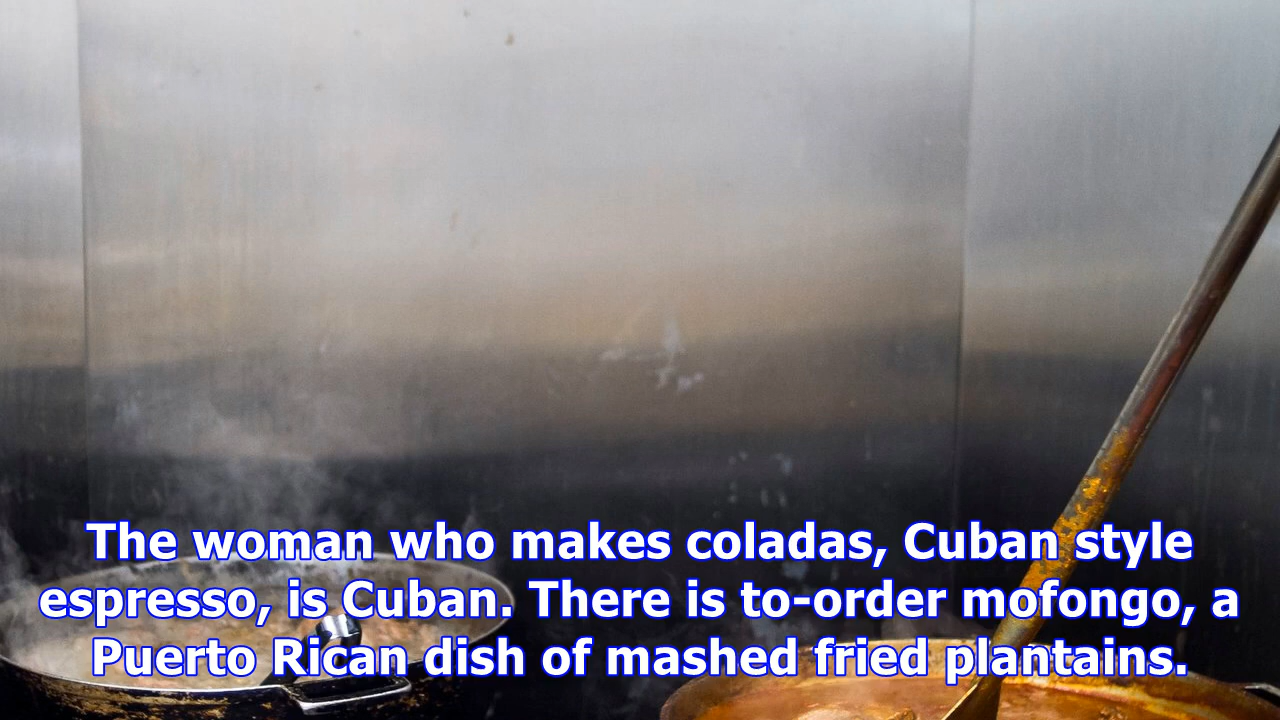 The woman who makes coladas, Cuban style
espresso, is Cuban. There is to-order mofongo, a
Puerto Rican dish of mashed fried plantains.